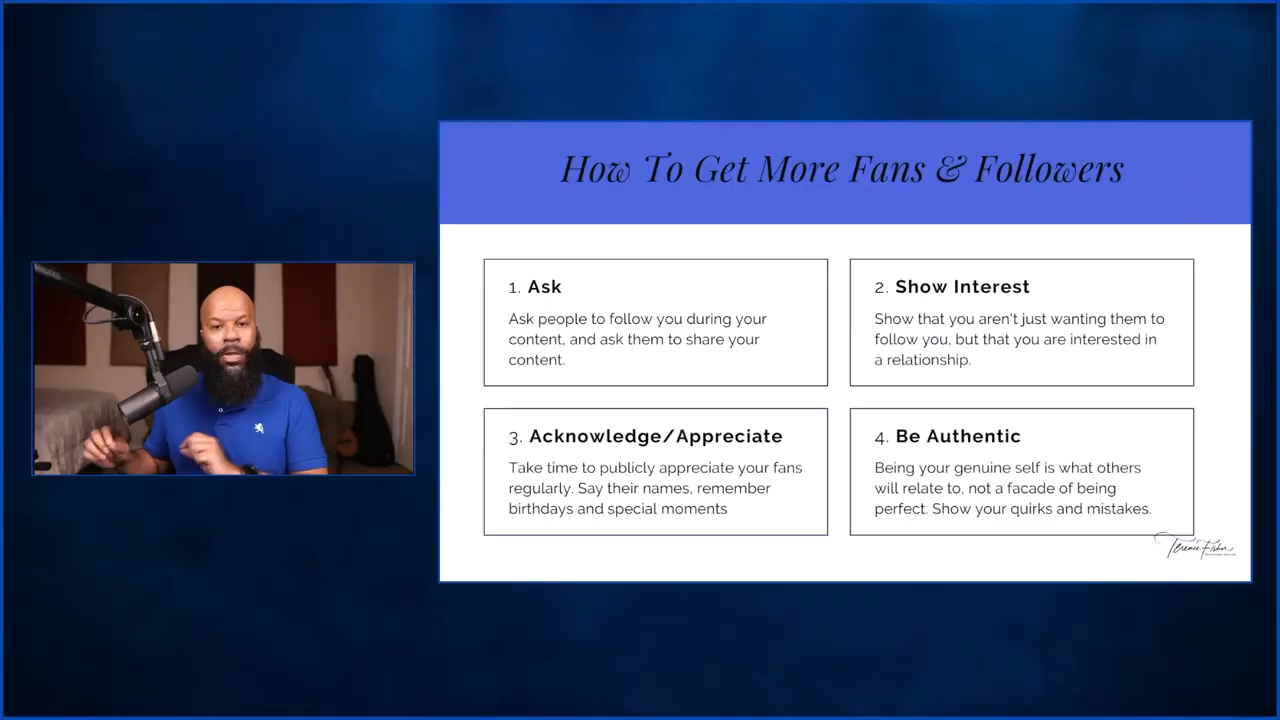 How To Get More Fans & Followers
1. Ask
Ask people to follow you during your
content, and ask them to share your
content.
2. Show Interest
Show that you aren't just wanting them to
follow you, but that you are interested in
a relationship.
3. Acknowledge/Appreciate
Take time to publicly appreciate your fans
regularly. Say their names, remember
birthdays and special moments
4. Be Authentic
Being your genuine self is what others
will relate to, not a facade of being
perfect. Show your quirks and mistakes.
Terence Fisher